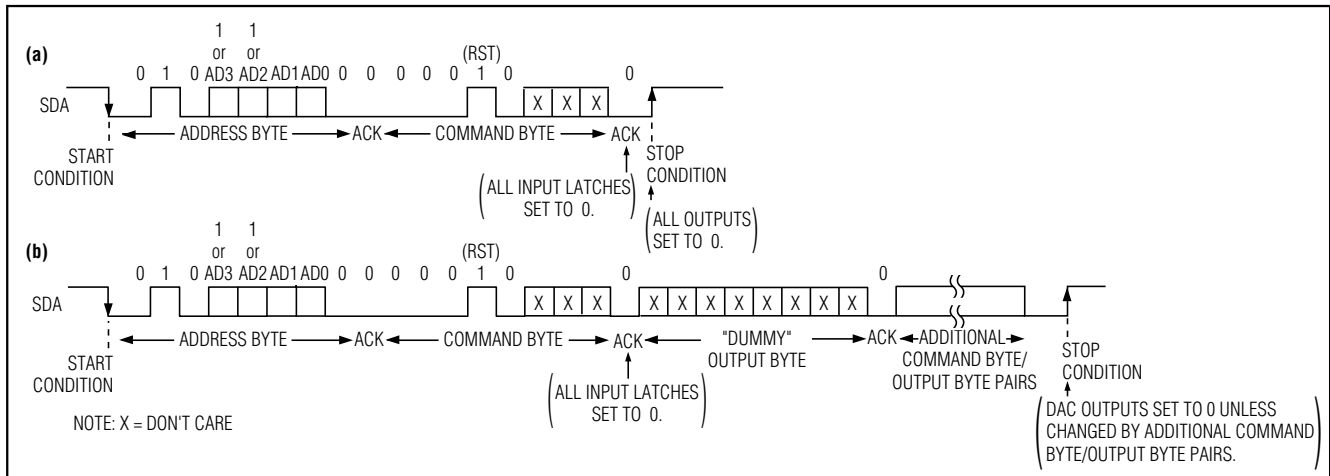 (a)
1 1
or or
(RST)
0 1 0 AD3 AD2 AD1 AD0 0 0 0 0 0 1 0 0
SDA
X X X
ADDRESS BYTE ACK COMMAND BYTE ACK
START CONDITION
STOP CONDITION
(ALL INPUT LATCHES SET TO 0.)
(ALL OUTPUTS SET TO 0.)
(b)
1 1
or or
(RST)
0 1 0 AD3 AD2 AD1 AD0 0 0 0 0 0 1 0 0 0
SDA
X X X X X X X X X X X
ADDRESS BYTE ACK COMMAND BYTE ACK "DUMMY" OUTPUT BYTE ACK ADDITIONAL COMMAND BYTE/ OUTPUT BYTE PAIRS
START CONDITION
STOP CONDITION
(ALL INPUT LATCHES SET TO 0.)
NOTE: X = DON'T CARE
(DAC OUTPUTS SET TO 0 UNLESS
CHANGED BY ADDITIONAL COMMAND
BYTE/OUTPUT BYTE PAIRS.)